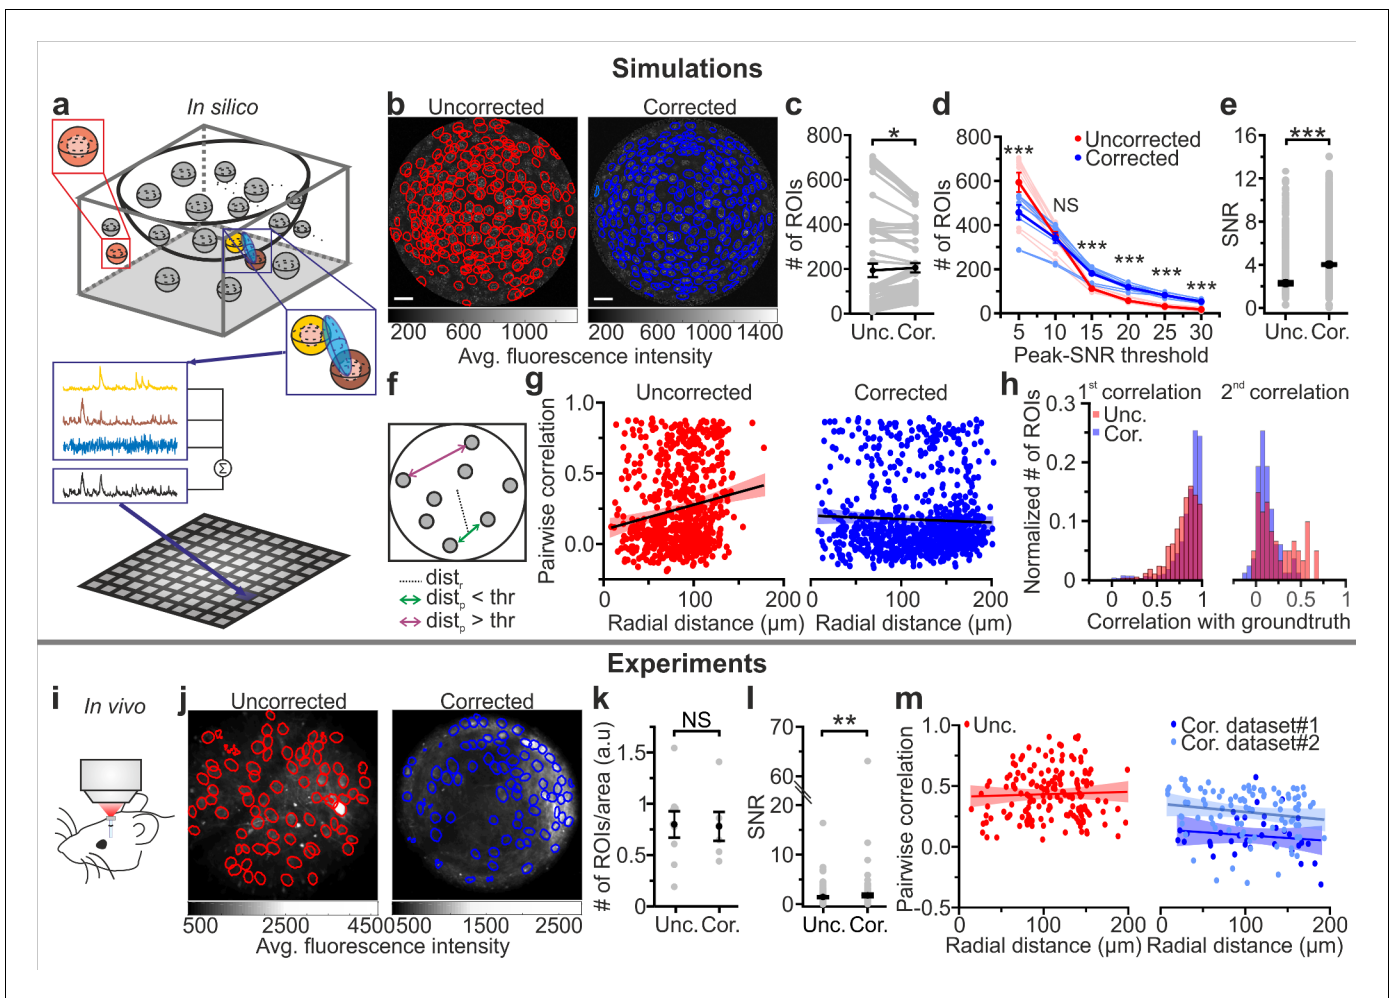 Simulations
a
In silico
Σ
b
Uncorrected
Corrected
200 600 1000
200 600 1000 1400
Avg. fluorescence intensity
c
# of ROIs
800
600
400
200
0
*
Unc. Cor.
d
# of ROIs
800
600
400
200
0
Uncorrected
Corrected
***
NS
***
***
***
***
5 10 15 20 25 30
Peak-SNR threshold
e
SNR
16
12
8
4
0
***
Unc. Cor.
f
dist_r
dist_p < thr
dist_p > thr
g
Uncorrected
Corrected
Pairwise correlation
1.0
0.5
0.0
0 100 200
Radial distance (µm)
0 100 200
Radial distance (µm)
h
1st correlation
2nd correlation
Unc.
Cor.
Normalized # of ROIs
0.3
0.2
0.1
0
0 0.5 1
0 0.5 1
Correlation with groundtruth
Experiments
i
In vivo
j
Uncorrected
Corrected
500 2500 4500
500 1500 2500
Avg. fluorescence intensity
k
# of ROIs/area (a.u)
1.5
1
0.5
0
NS
Unc. Cor.
l
SNR
70
60
20
10
0
**
Unc. Cor.
m
Pairwise correlation
1.0
0.5
0.0
-0.5
Unc.
Cor. dataset#1
Cor. dataset#2
0 100 200
Radial distance (µm)
0 100 200
Radial distance (µm)